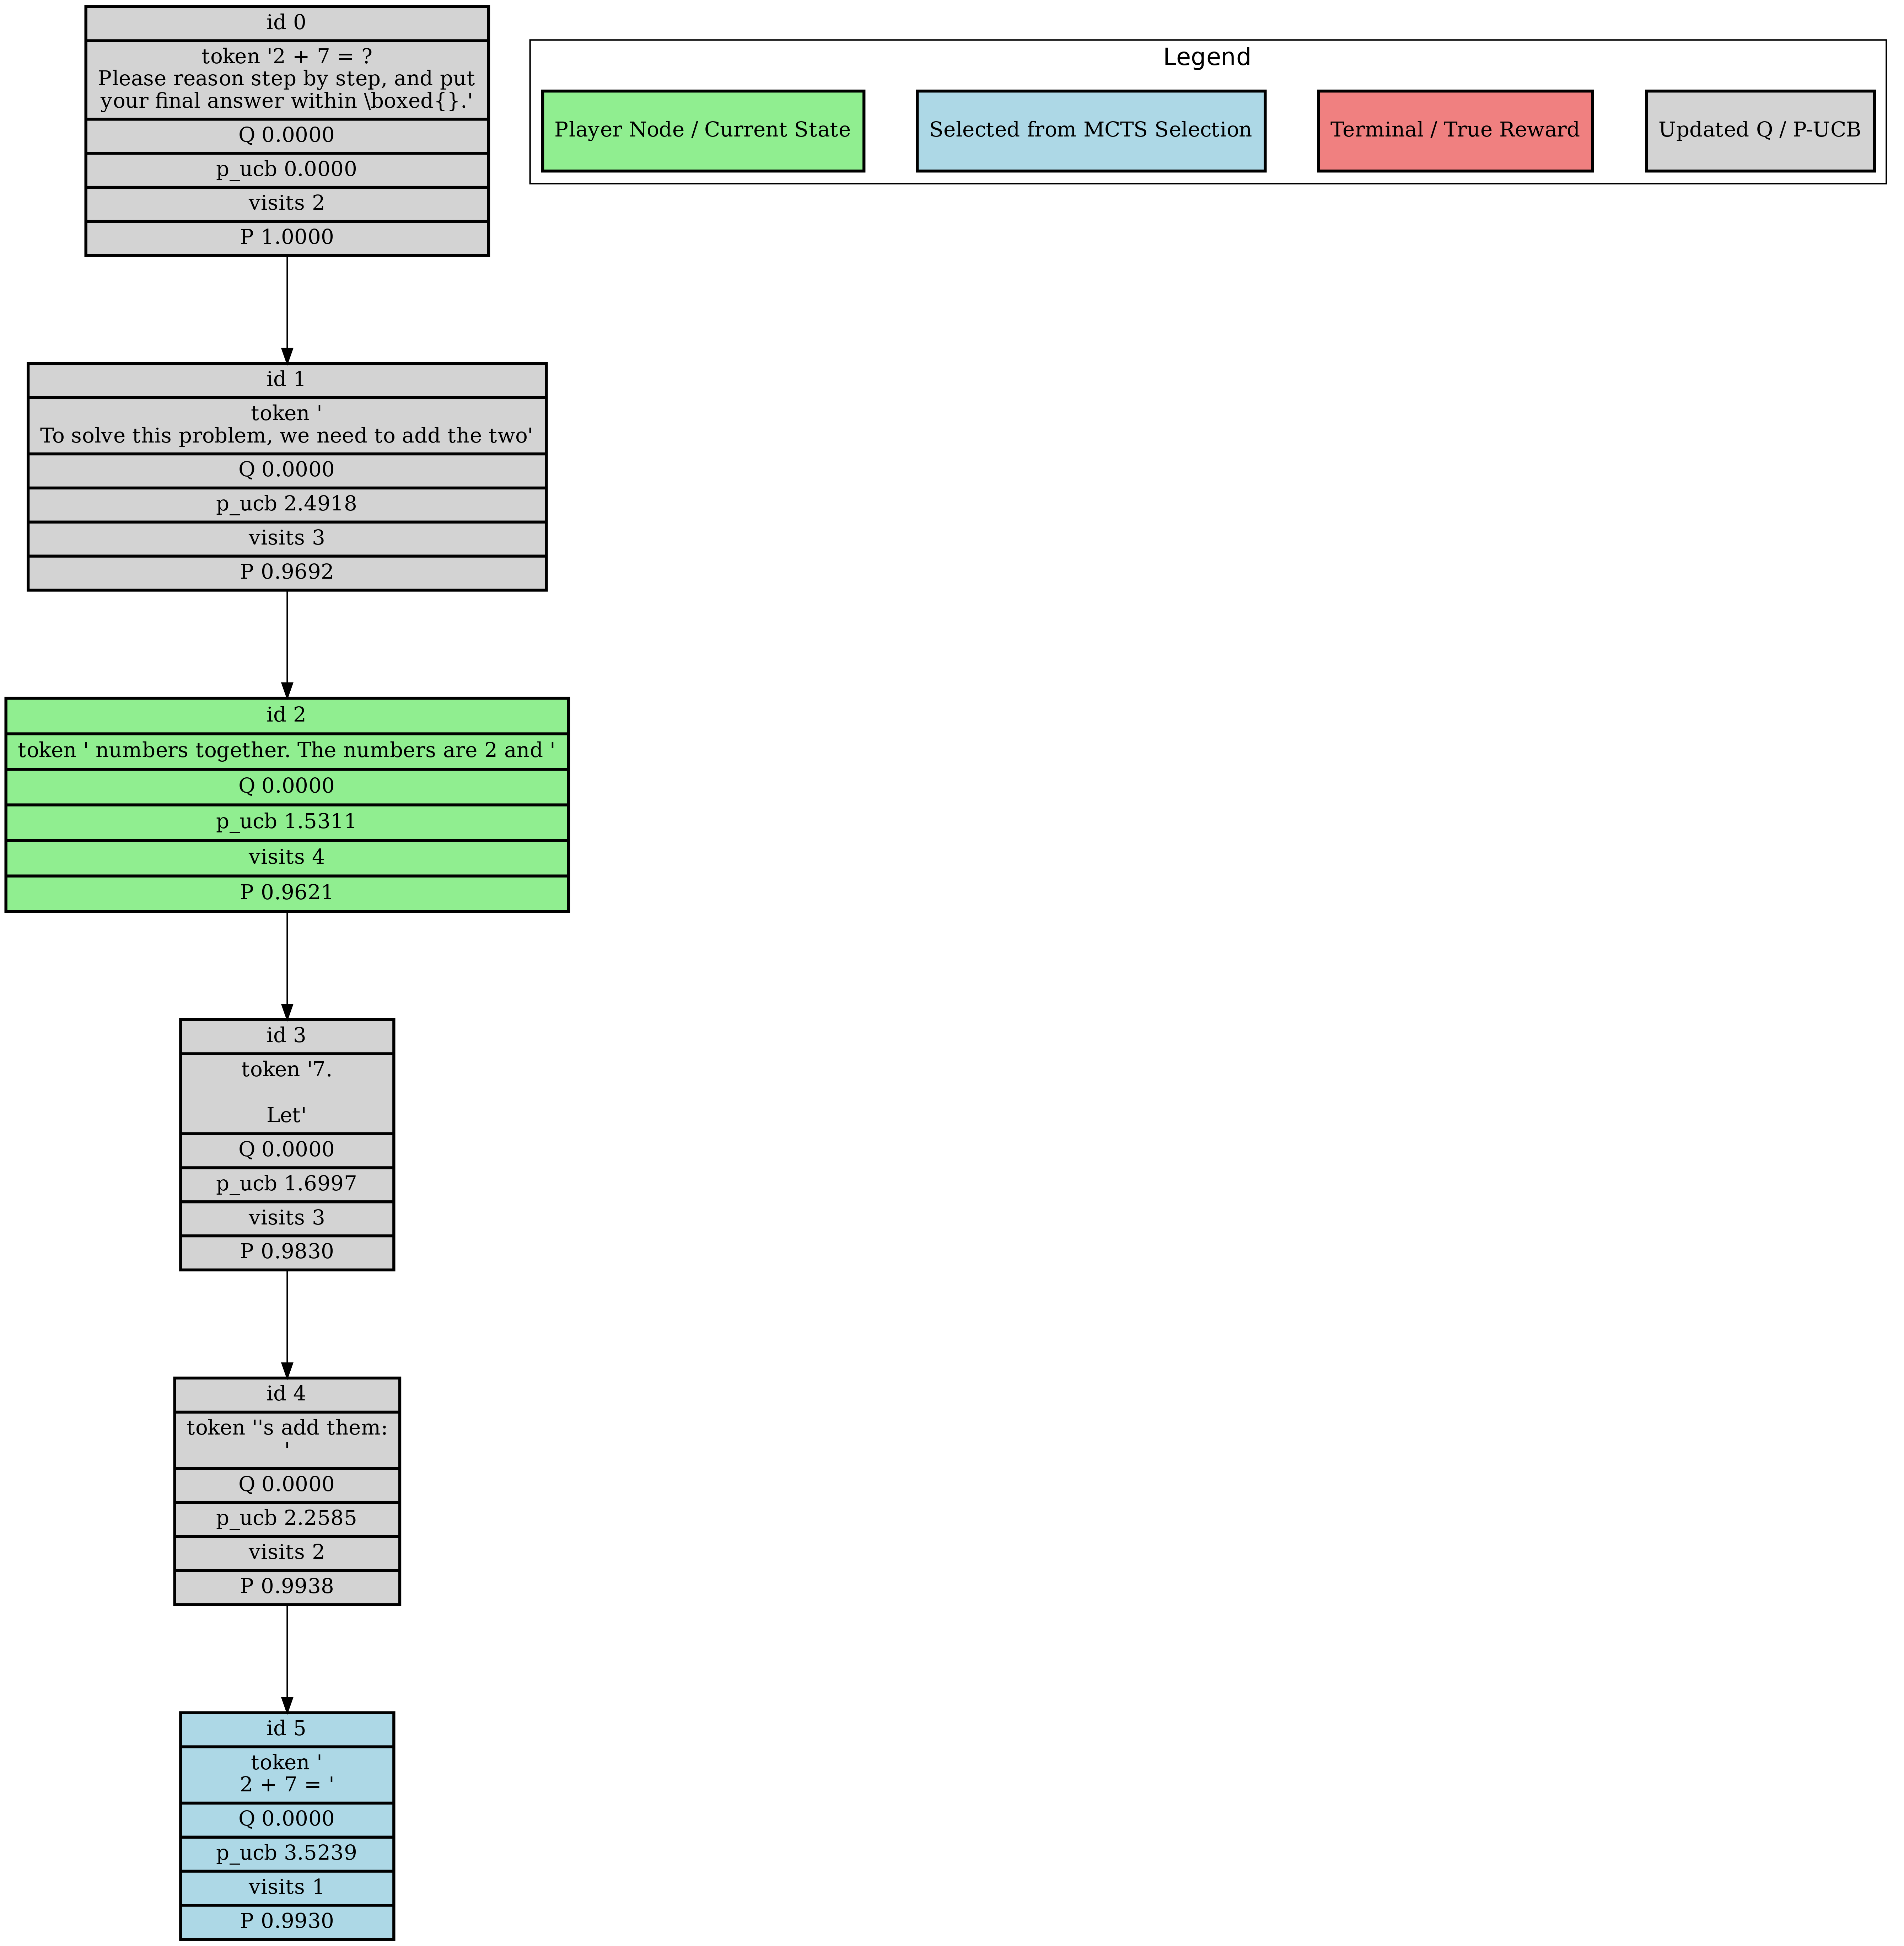 id 0
token '2 + 7 = ?
Please reason step by step, and put
your final answer within \boxed{}.'
Q 0.0000
p_ucb 0.0000
visits 2
P 1.0000
Legend
Player Node / Current State
Selected from MCTS Selection
Terminal / True Reward
Updated Q / P-UCB
id 1
token '
To solve this problem, we need to add the two'
Q 0.0000
p_ucb 2.4918
visits 3
P 0.9692
id 2
token ' numbers together. The numbers are 2 and '
Q 0.0000
p_ucb 1.5311
visits 4
P 0.9621
id 3
token '7.
Let'
Q 0.0000
p_ucb 1.6997
visits 3
P 0.9830
id 4
token ''s add them:
'
Q 0.0000
p_ucb 2.2585
visits 2
P 0.9938
id 5
token '
2 + 7 = '
Q 0.0000
p_ucb 3.5239
visits 1
P 0.9930